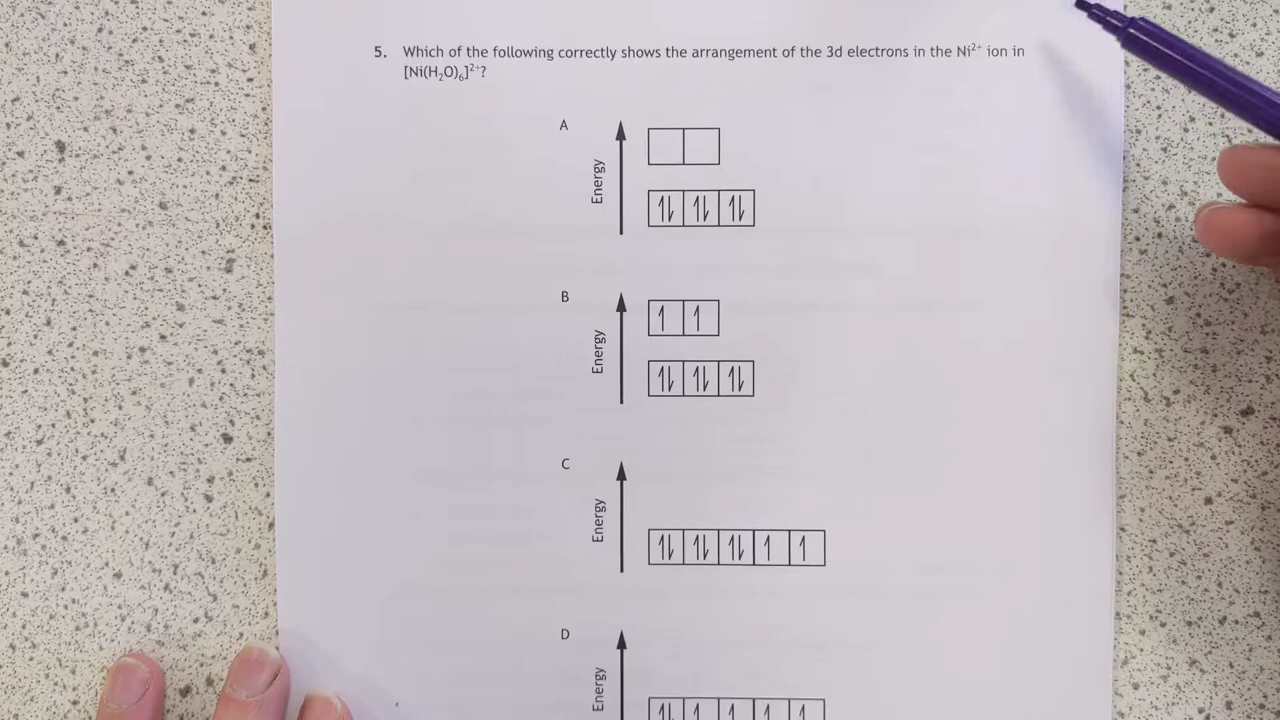 5. Which of the following correctly shows the arrangement of the 3d electrons in the Ni²⁺ ion in
[Ni(H₂O)₆]²⁺?
A
Energy
B
Energy
C
Energy
D
Energy